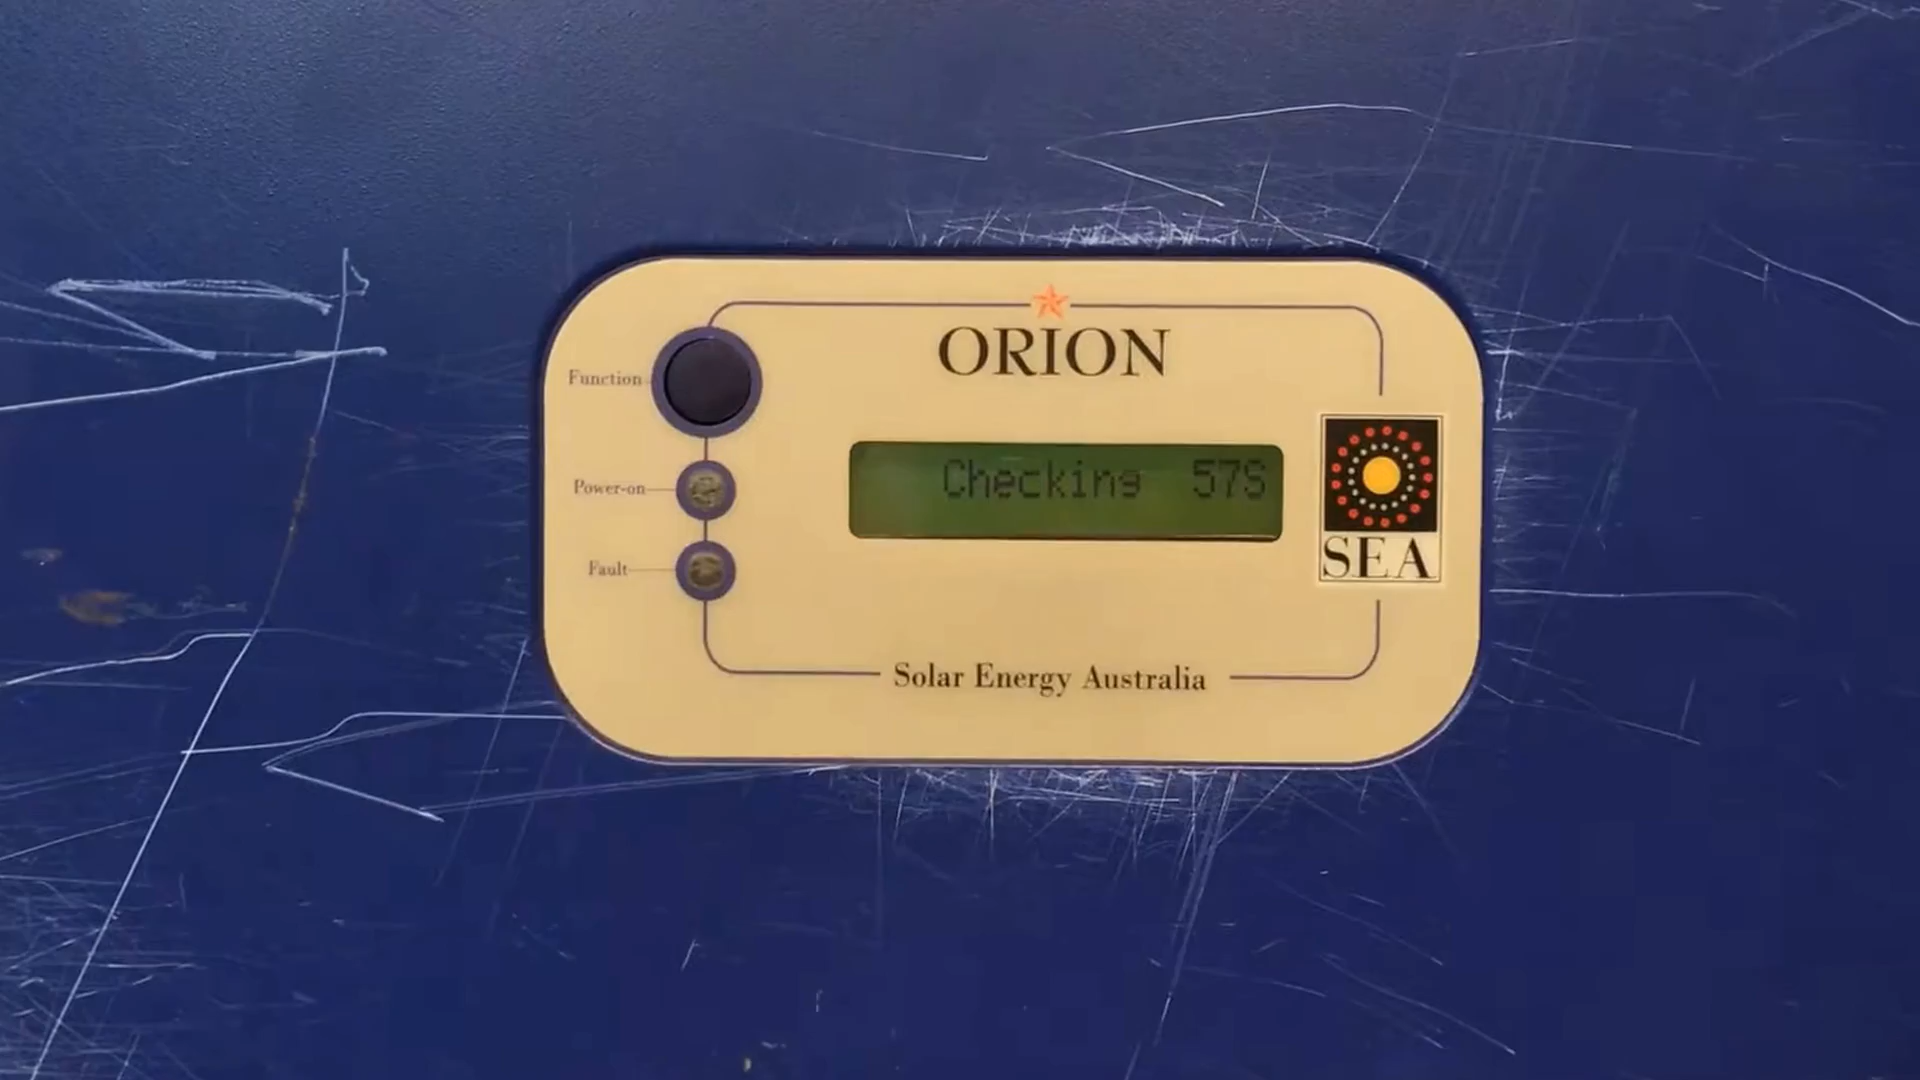 ORION
Function
Checking 57S
Power-on
SEA
Fault
Solar Energy Australia